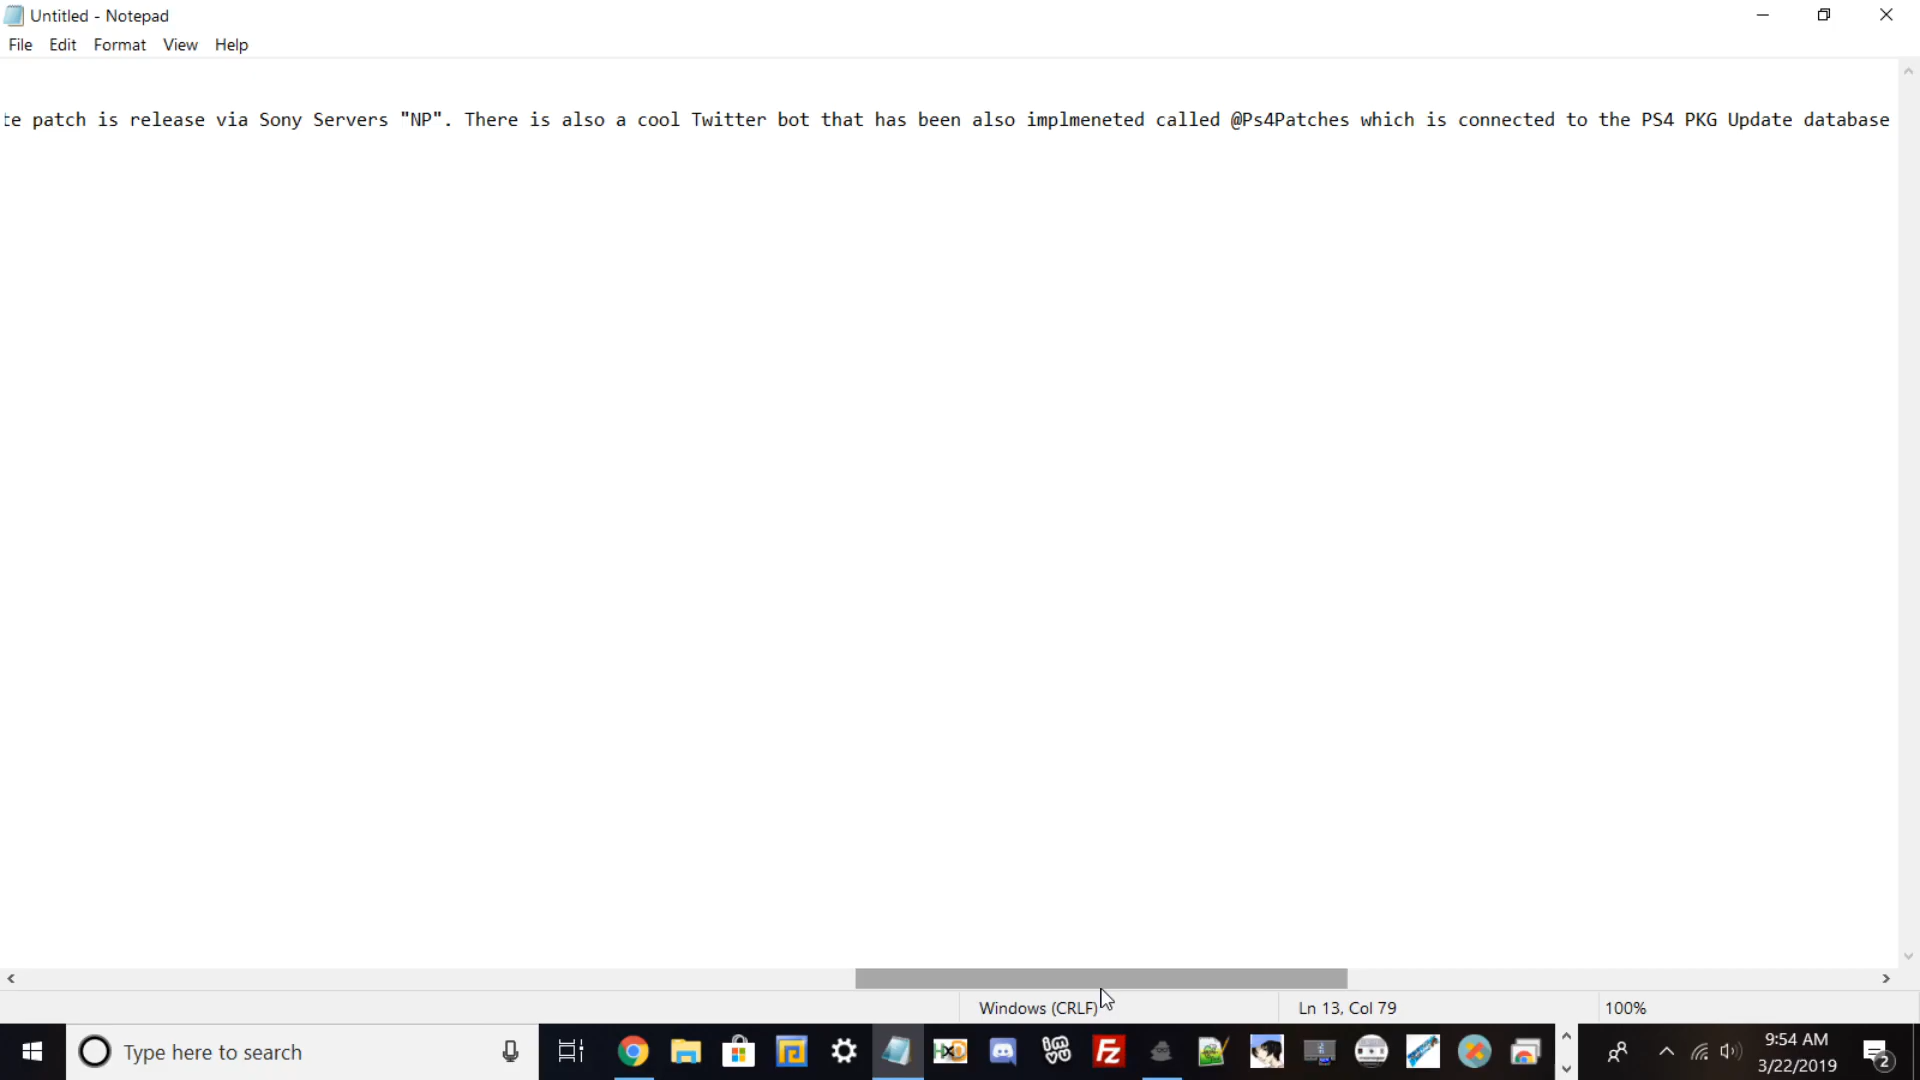 Untitled - Notepad
File Edit Format View Help
te patch is release via Sony Servers "NP". There is also a cool Twitter bot that has been also implmeneted called @Ps4Patches which is connected to the PS4 PKG Update database
Windows (CRLF) Ln 13, Col 79 100%
Type here to search
9:54 AM
3/22/2019
2